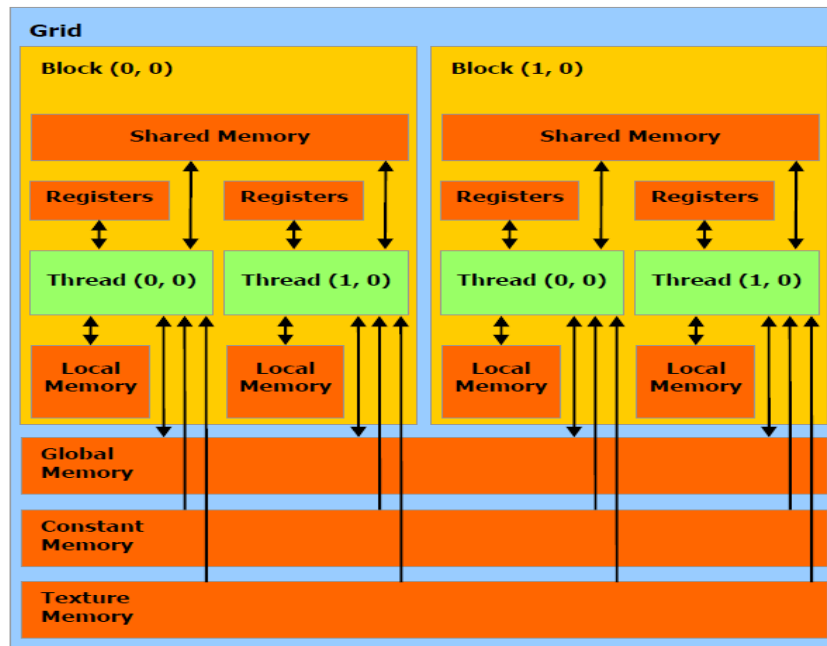 Grid
Block (0, 0)
Shared Memory
Registers
Registers
Thread (0, 0)
Thread (1, 0)
Local
Memory
Local
Memory
Block (1, 0)
Shared Memory
Registers
Registers
Thread (0, 0)
Thread (1, 0)
Local
Memory
Local
Memory
Global
Memory
Constant
Memory
Texture
Memory